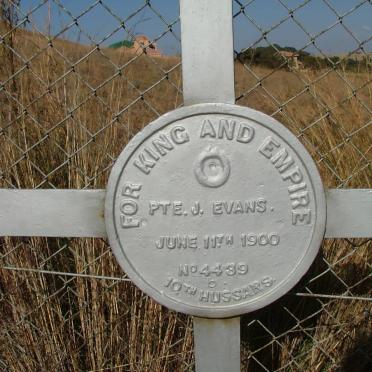 FOR KING AND EMPIRE
PTE. J. EVANS.
JUNE 11TH 1900
NO 4439
10TH HUSSARS